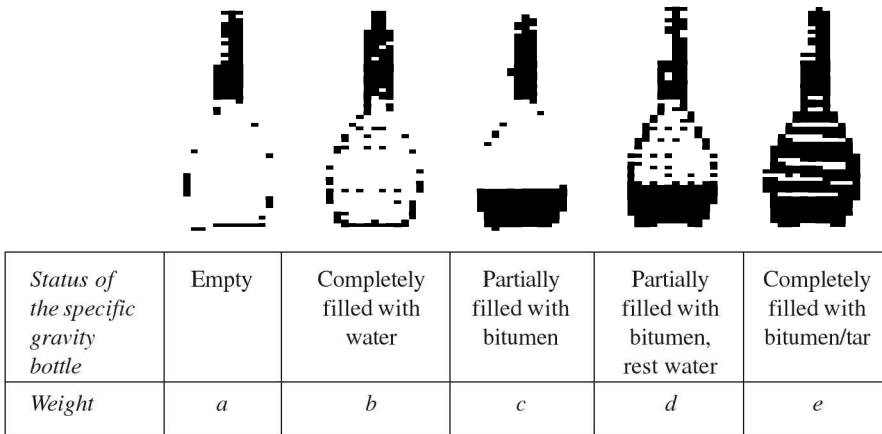 Status of
the specific
gravity
bottle
Empty
Completely
filled with
water
Partially
filled with
bitumen
Partially
filled with
bitumen,
rest water
Completely
filled with
bitumen/tar
Weight
a
b
c
d
e